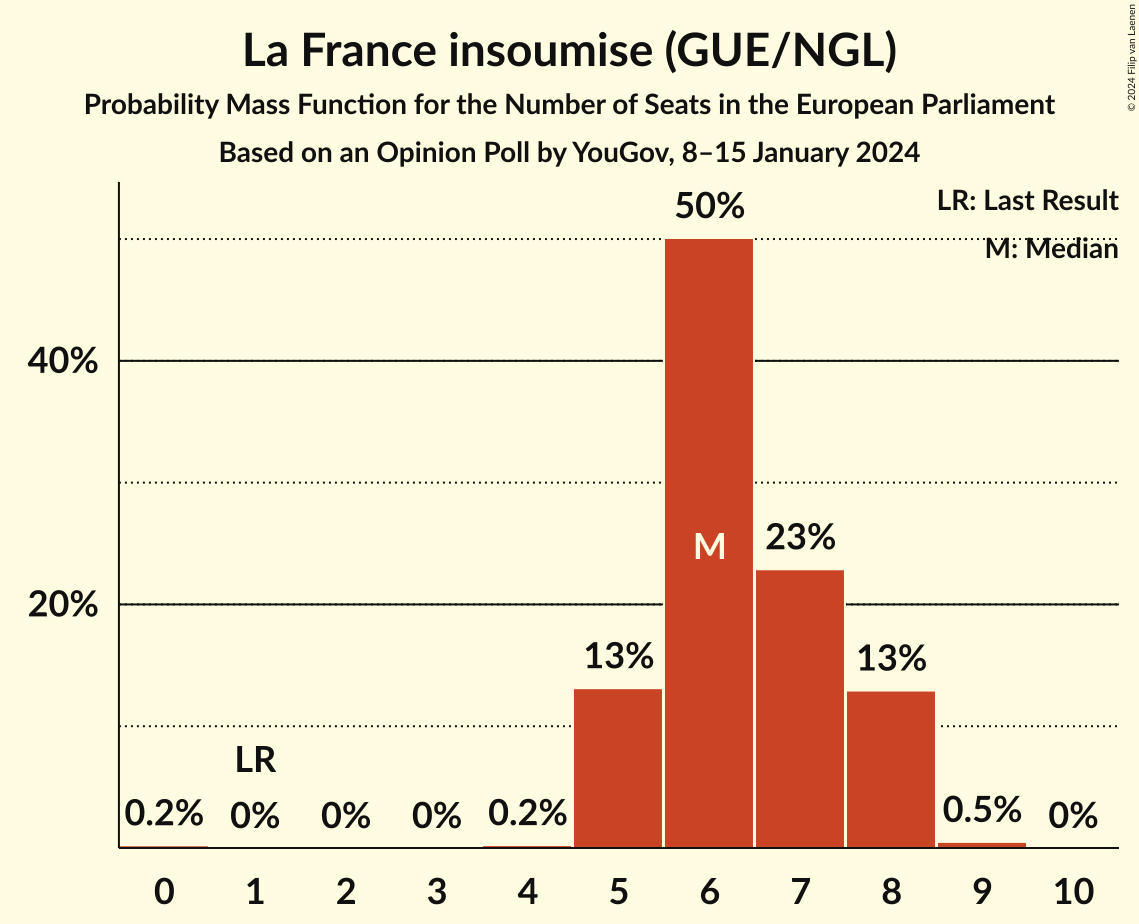 La France insoumise (GUE/NGL)
Probability Mass Function for the Number of Seats in the European Parliament
Based on an Opinion Poll by YouGov, 8–15 January 2024
© 2024 Filip van Laenen
LR: Last Result
M: Median
50%
40%
M
23%
20%
13%
13%
LR
0.2%
0%
0%
0%
0.2%
0.5%
0%
0 1 2 3 4 5 6 7 8 9 10